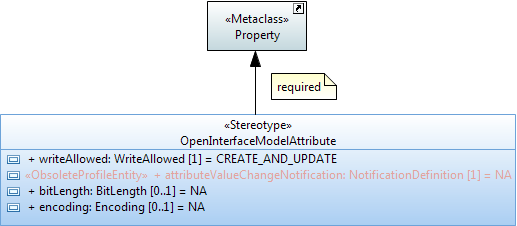 «Metaclass»
Property
required
«Stereotype»
OpenInterfaceModelAttribute
+ writeAllowed: WriteAllowed [1] = CREATE_AND_UPDATE
«ObsoleteProfileEntity» + attributeValueChangeNotification: NotificationDefinition [1] = NA
+ bitLength: BitLength [0..1] = NA
+ encoding: Encoding [0..1] = NA